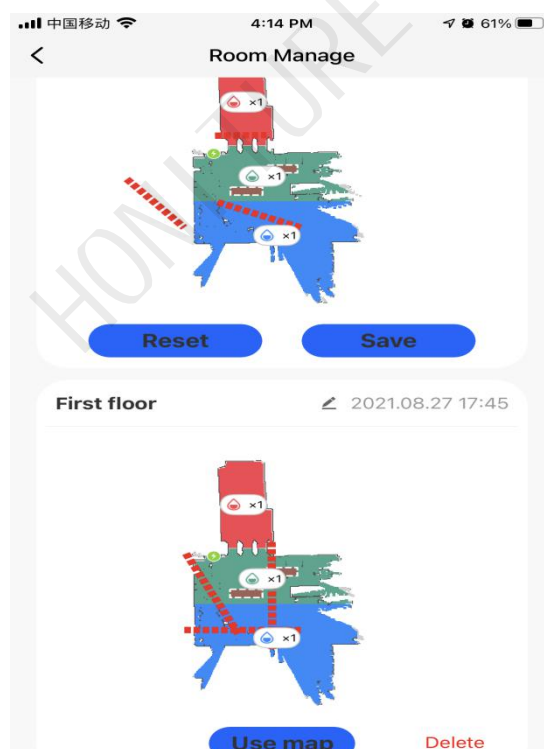 中国移动 4:14 PM 61%
Room Manage
×1
×1
×1
Reset Save
First floor 2021.08.27 17:45
×1
×1
×1
Use map Delete
HONITURE